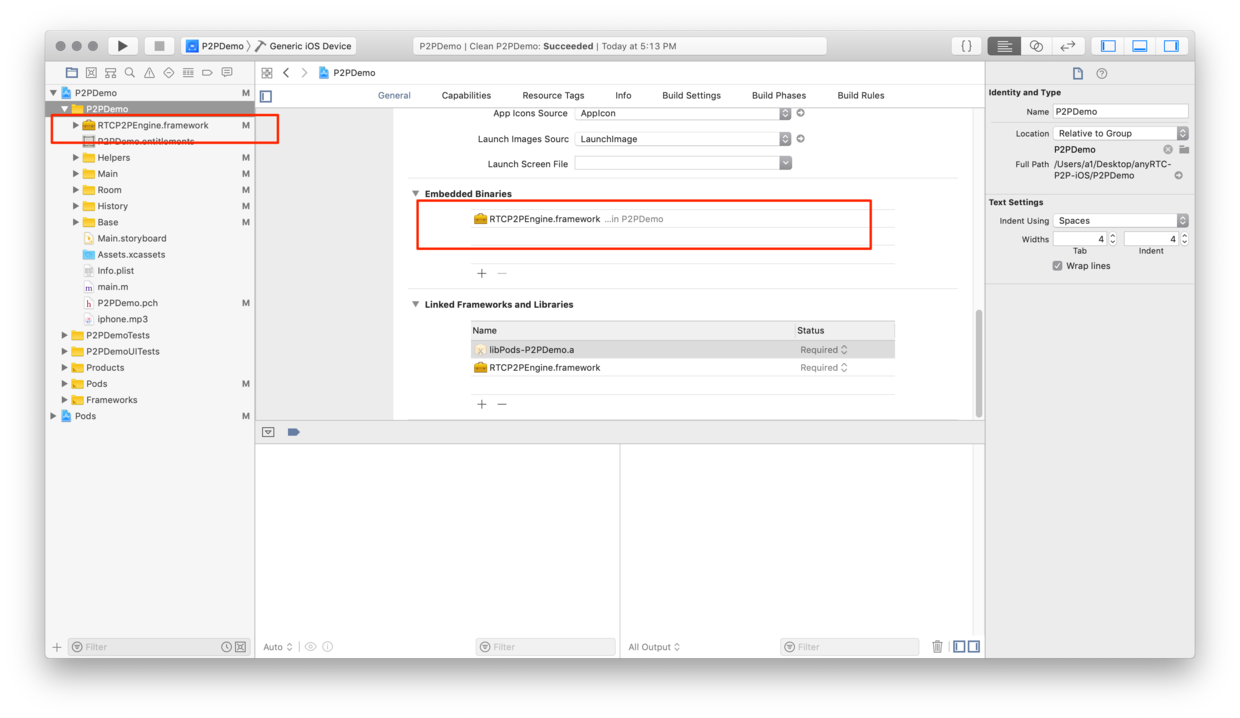 P2PDemo Generic iOS Device
P2PDemo | Clean P2PDemo: Succeeded | Today at 5:13 PM
{ }
P2PDemo
General
Capabilities
Resource Tags
Info
Build Settings
Build Phases
Build Rules
P2PDemo M
P2PDemo
RTCP2PEngine.framework M
P2PDemo.entitlements
Helpers M
Main M
Room M
History M
Base M
Main.storyboard
Assets.xcassets
Info.plist
main.m
P2PDemo.pch M
iphone.mp3
P2PDemoTests
P2PDemoUITests
Products
Pods M
Frameworks
Pods M
Filter
App Icons Source AppIcon
Launch Images Sourc LaunchImage
Launch Screen File
Embedded Binaries
RTCP2PEngine.framework ...in P2PDemo
+ —
Linked Frameworks and Libraries
Name Status
libPods-P2PDemo.a Required
RTCP2PEngine.framework Required
+ —
Auto
Filter
All Output
Filter
Identity and Type
Name P2PDemo
Location Relative to Group
P2PDemo
Full Path /Users/a1/Desktop/anyRTC-
P2P-iOS/P2PDemo
Text Settings
Indent Using Spaces
Widths 4 4
Tab Indent
Wrap lines